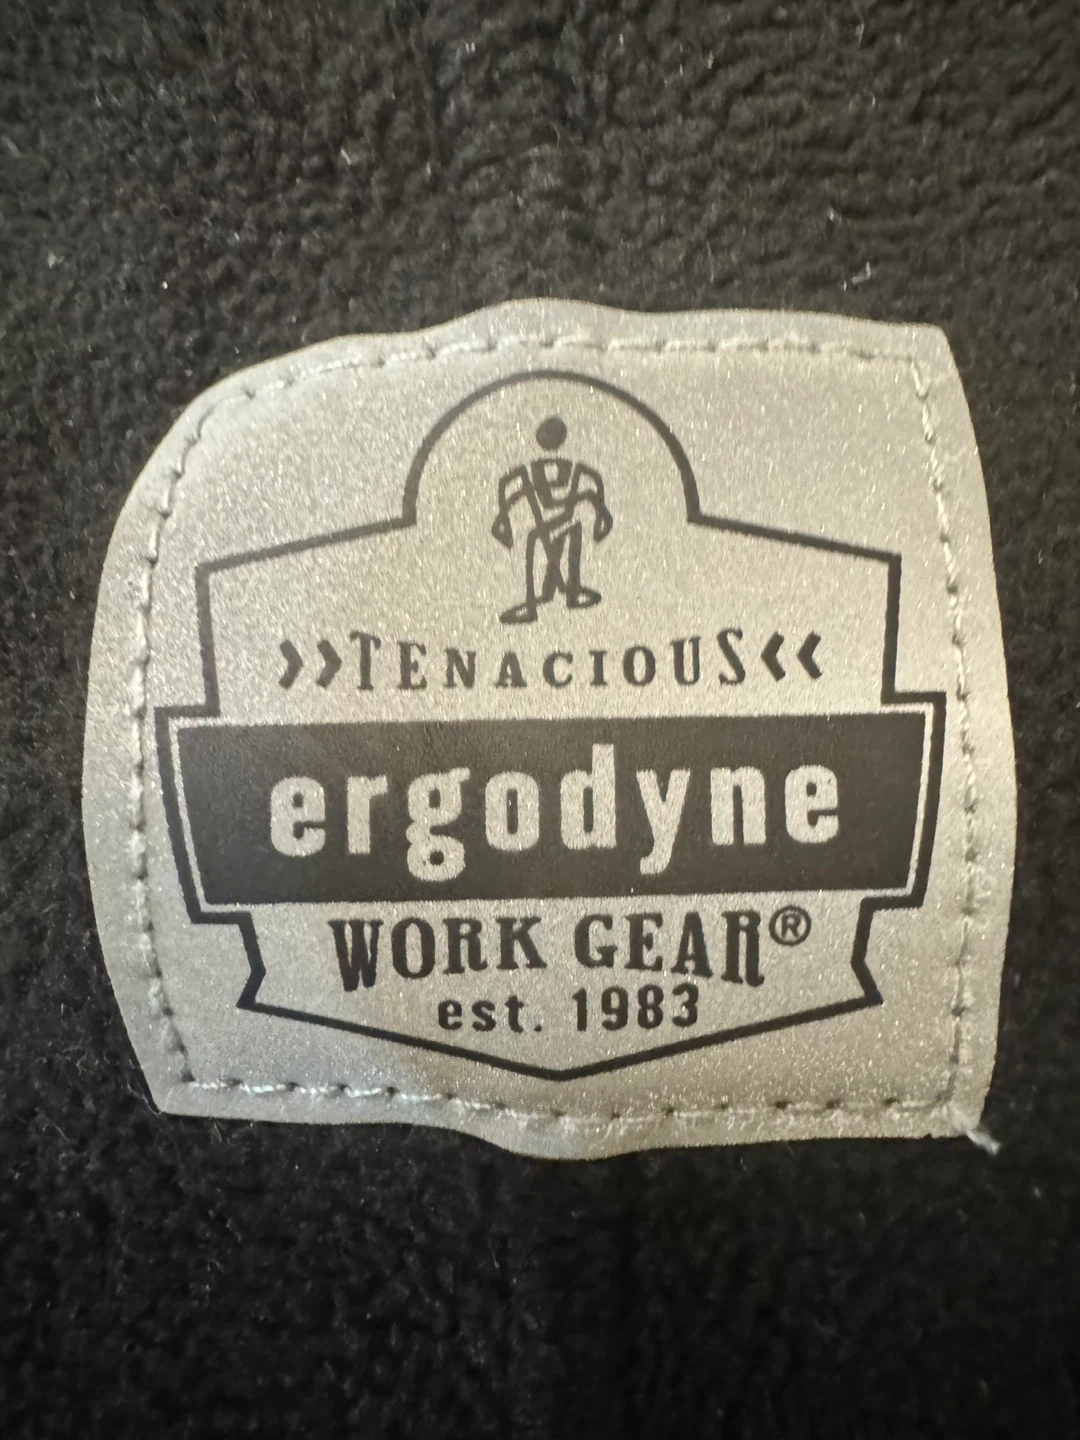 ››TENACIOUS‹‹
ergodyne
WORK GEAR®
est. 1983